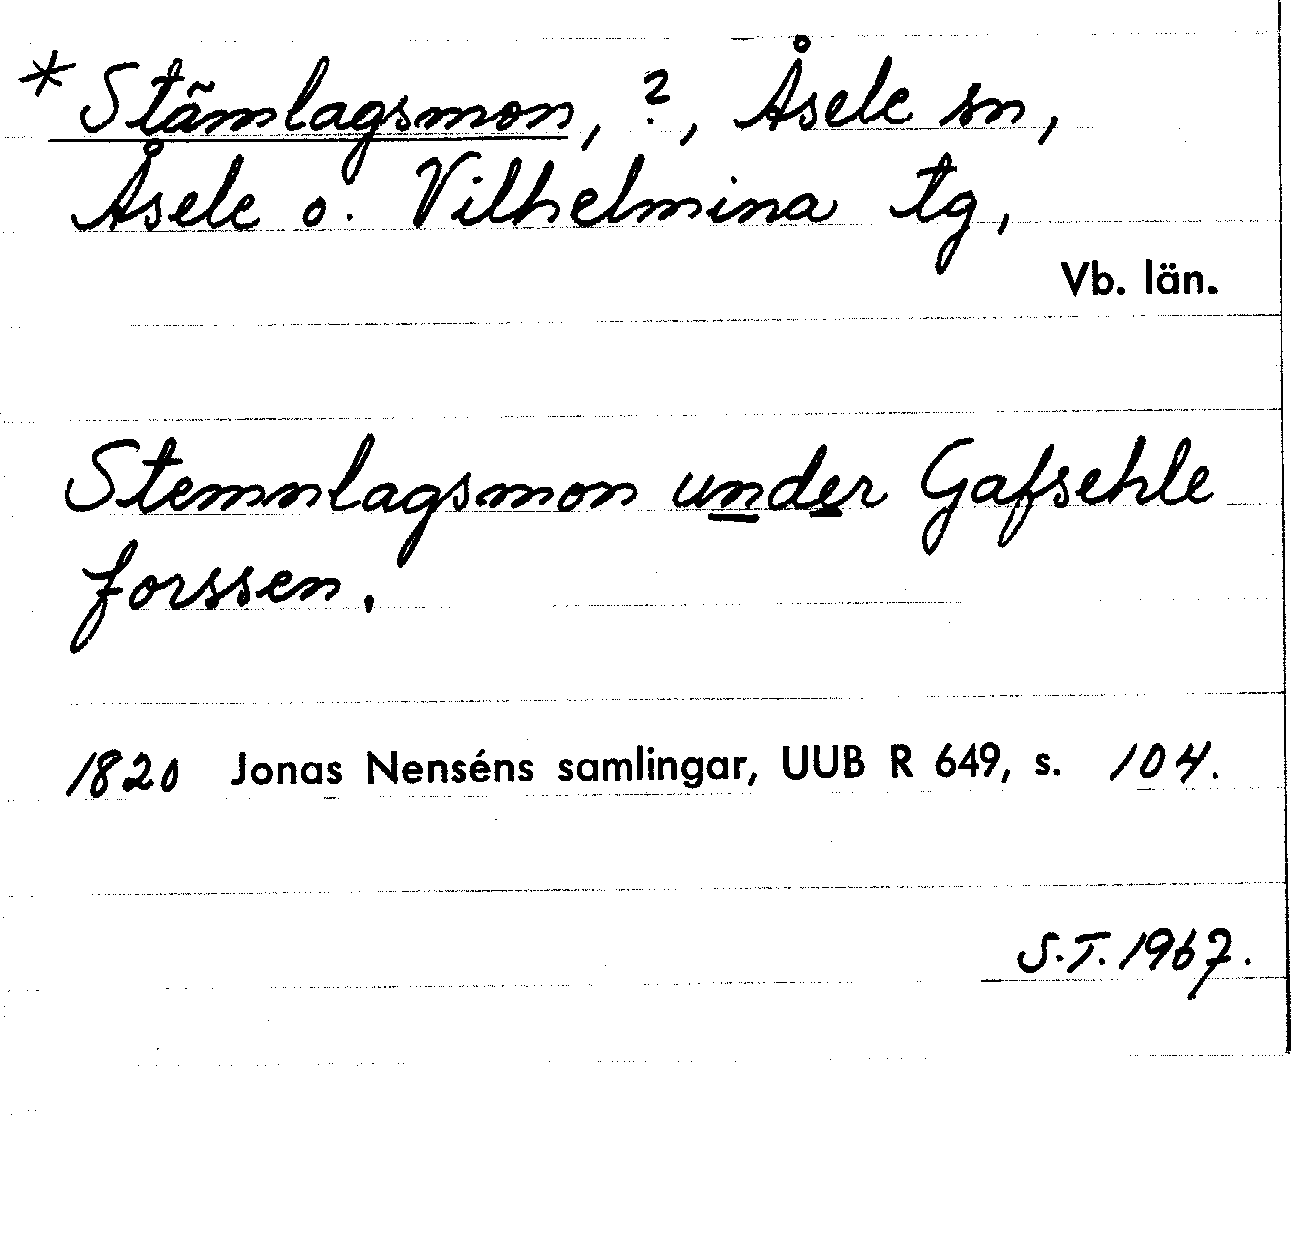 * Stämlagsmon, ?, Åsele sn,
Åsele o. Vilhelmina tg,
Vb. län.
Stemnlagsmon under Gafsehle
forssen.
1820 Jonas Nenséns samlingar, UUB R 649, s. 104.
S.T. 1967.